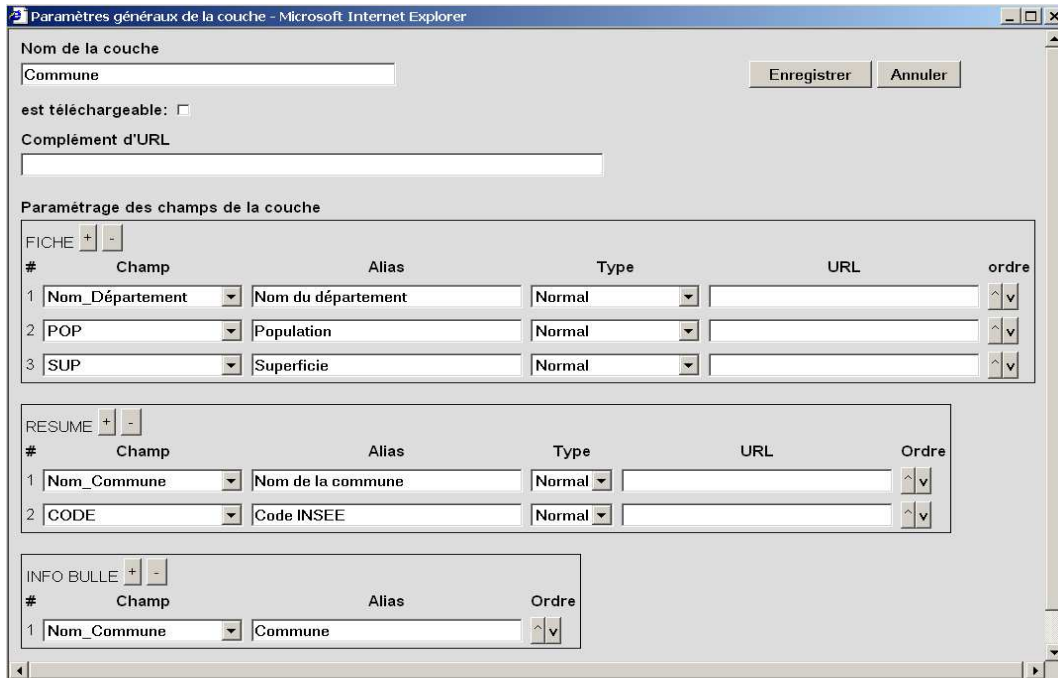 Paramètres généraux de la couche - Microsoft Internet Explorer
Nom de la couche
Commune
Enregistrer Annuler
est téléchargeable:
Complément d'URL
Paramétrage des champs de la couche
FICHE + -
# Champ Alias Type URL ordre
1 Nom_Département Nom du département Normal ^ v
2 POP Population Normal ^ v
3 SUP Superficie Normal ^ v
RESUME + -
# Champ Alias Type URL Ordre
1 Nom_Commune Nom de la commune Normal ^ v
2 CODE Code INSEE Normal ^ v
INFO BULLE + -
# Champ Alias Ordre
1 Nom_Commune Commune ^ v